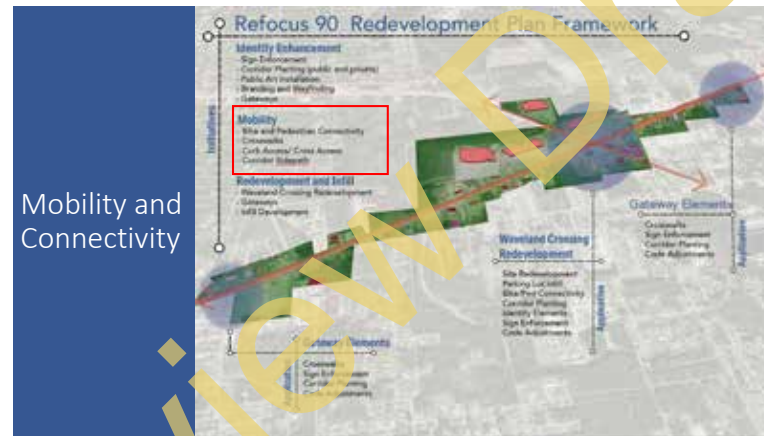 Mobility and
Connectivity
Refocus 90 Redevelopment Plan Framework
Initiatives
Identity Enhancement
- Sign Enforcement
- Corridor Planting (public and private)
- Public Art Installation
- Branding and Wayfinding
- Gateways
Mobility
- Bike and Pedestrian Connectivity
- Crosswalks
- Curb Access/ Cross Access
- Corridor Sidepath
Redevelopment and Infill
- Waveland Crossing Redevelopment
- Gateways
- Infill Development
Gateway Elements
Crosswalks
Sign Enforcement
Corridor Planting
Code Adjustments
Application
Waveland Crossing
Redevelopment
Site Redevelopment
Parking Lot Infill
Bike/Ped Connectivity
Corridor Planting
Identity Elements
Sign Enforcement
Code Adjustments
Application
Gateway Elements
Crosswalks
Sign Enforcement
Corridor Planting
Code Adjustments